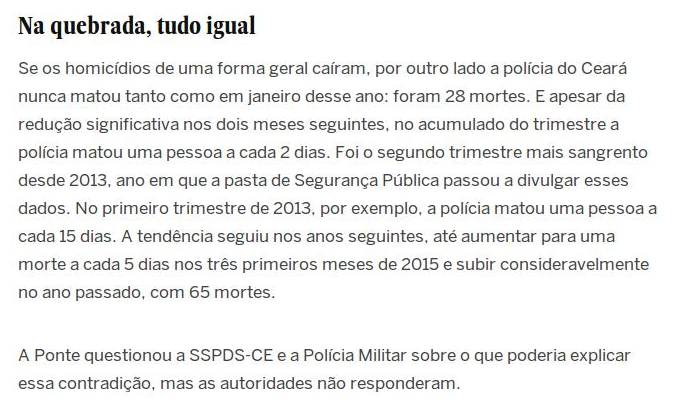 Na quebrada, tudo igual
Se os homicídios de uma forma geral caíram, por outro lado a polícia do Ceará
nunca matou tanto como em janeiro desse ano: foram 28 mortes. E apesar da
redução significativa nos dois meses seguintes, no acumulado do trimestre a
polícia matou uma pessoa a cada 2 dias. Foi o segundo trimestre mais sangrento
desde 2013, ano em que a pasta de Segurança Pública passou a divulgar esses
dados. No primeiro trimestre de 2013, por exemplo, a polícia matou uma pessoa a
cada 15 dias. A tendência seguiu nos anos seguintes, até aumentar para uma
morte a cada 5 dias nos três primeiros meses de 2015 e subir consideravelmente
no ano passado, com 65 mortes.
A Ponte questionou a SSPDS-CE e a Polícia Militar sobre o que poderia explicar
essa contradição, mas as autoridades não responderam.